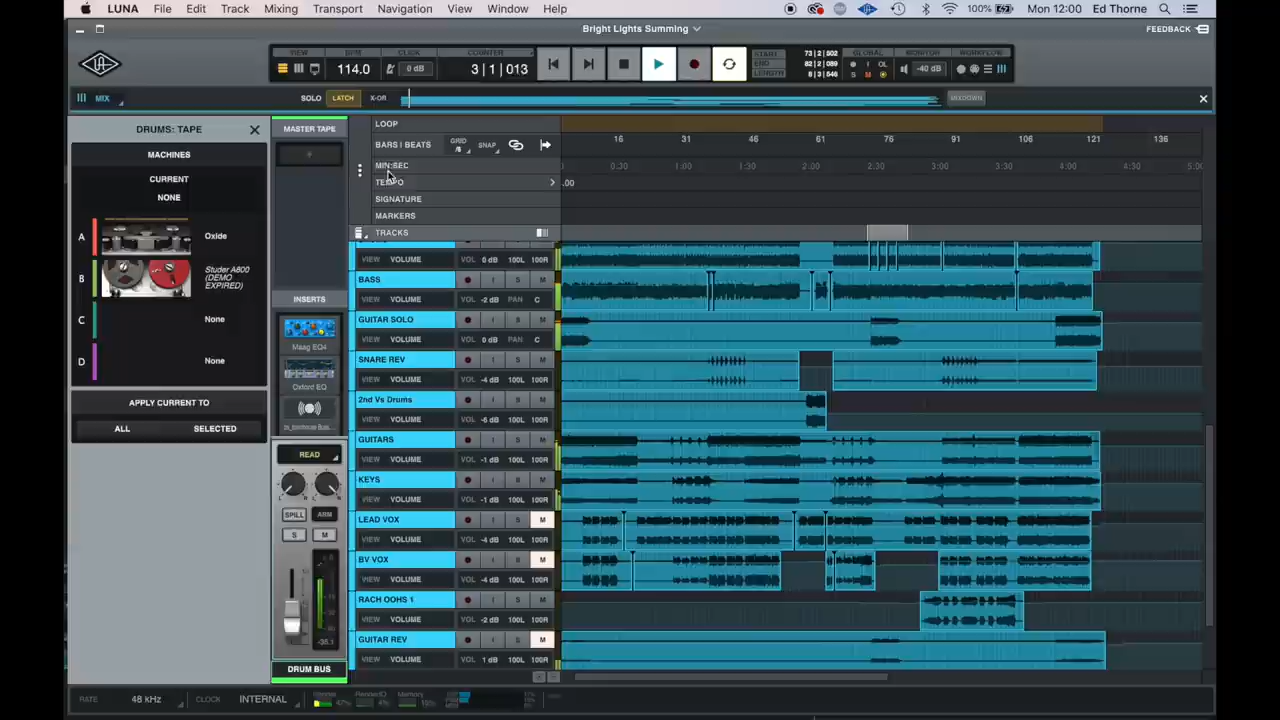 LUNA File Edit Track Mixing Transport Navigation View Window Help 100% Mon 12:00 Ed Thorne
Bright Lights Summing
FEEDBACK
VIEW BPM CLICK COUNTER START 73 | 2 | 502 GLOBAL MONITOR WORKFLOW
114.0 0 dB 3 | 1 | 013 END 82 | 2 | 089 I -40 dB
LENGTH 8 | 3 | 546 S M
MIX SOLO LATCH X-OR MIXDOWN
DRUMS: TAPE
MACHINES
CURRENT
NONE
A Oxide
B Studer A800 (DEMO EXPIRED)
C None
D None
APPLY CURRENT TO
ALL SELECTED
MASTER TAPE
INSERTS
Maag EQ4
Oxford EQ
READ
SPILL ARM
S M
-35.1
DRUM BUS
LOOP
BARS | BEATS GRID SNAP 16 31 46 61 76 91 106 121 136
MIN:SEC 0:30 1:00 1:30 2:00 2:30 3:00 3:30 4:00 4:30 5:00
TEMPO .00
SIGNATURE
MARKERS
TRACKS
VIEW VOLUME VOL 0 dB 100L 100R
BASS I S M
VIEW VOLUME VOL -2 dB PAN C
GUITAR SOLO I S M
VIEW VOLUME VOL 0 dB PAN C
SNARE REV I S M
VIEW VOLUME VOL -4 dB 100L 100R
2nd Vs Drums I S M
VIEW VOLUME VOL -6 dB 100L 100R
GUITARS I S M
VIEW VOLUME VOL -1 dB 100L 100R
KEYS I S M
VIEW VOLUME VOL -1 dB 100L 100R
LEAD VOX I S M
VIEW VOLUME VOL -4 dB 100L 100R
BV VOX I S M
VIEW VOLUME VOL -4 dB 100L 100R
RACH OOHS 1 I S M
VIEW VOLUME VOL -2 dB 100L 100R
GUITAR REV I S M
VIEW VOLUME VOL 1 dB 100L 100R
RATE 48 kHz CLOCK INTERNAL Memory